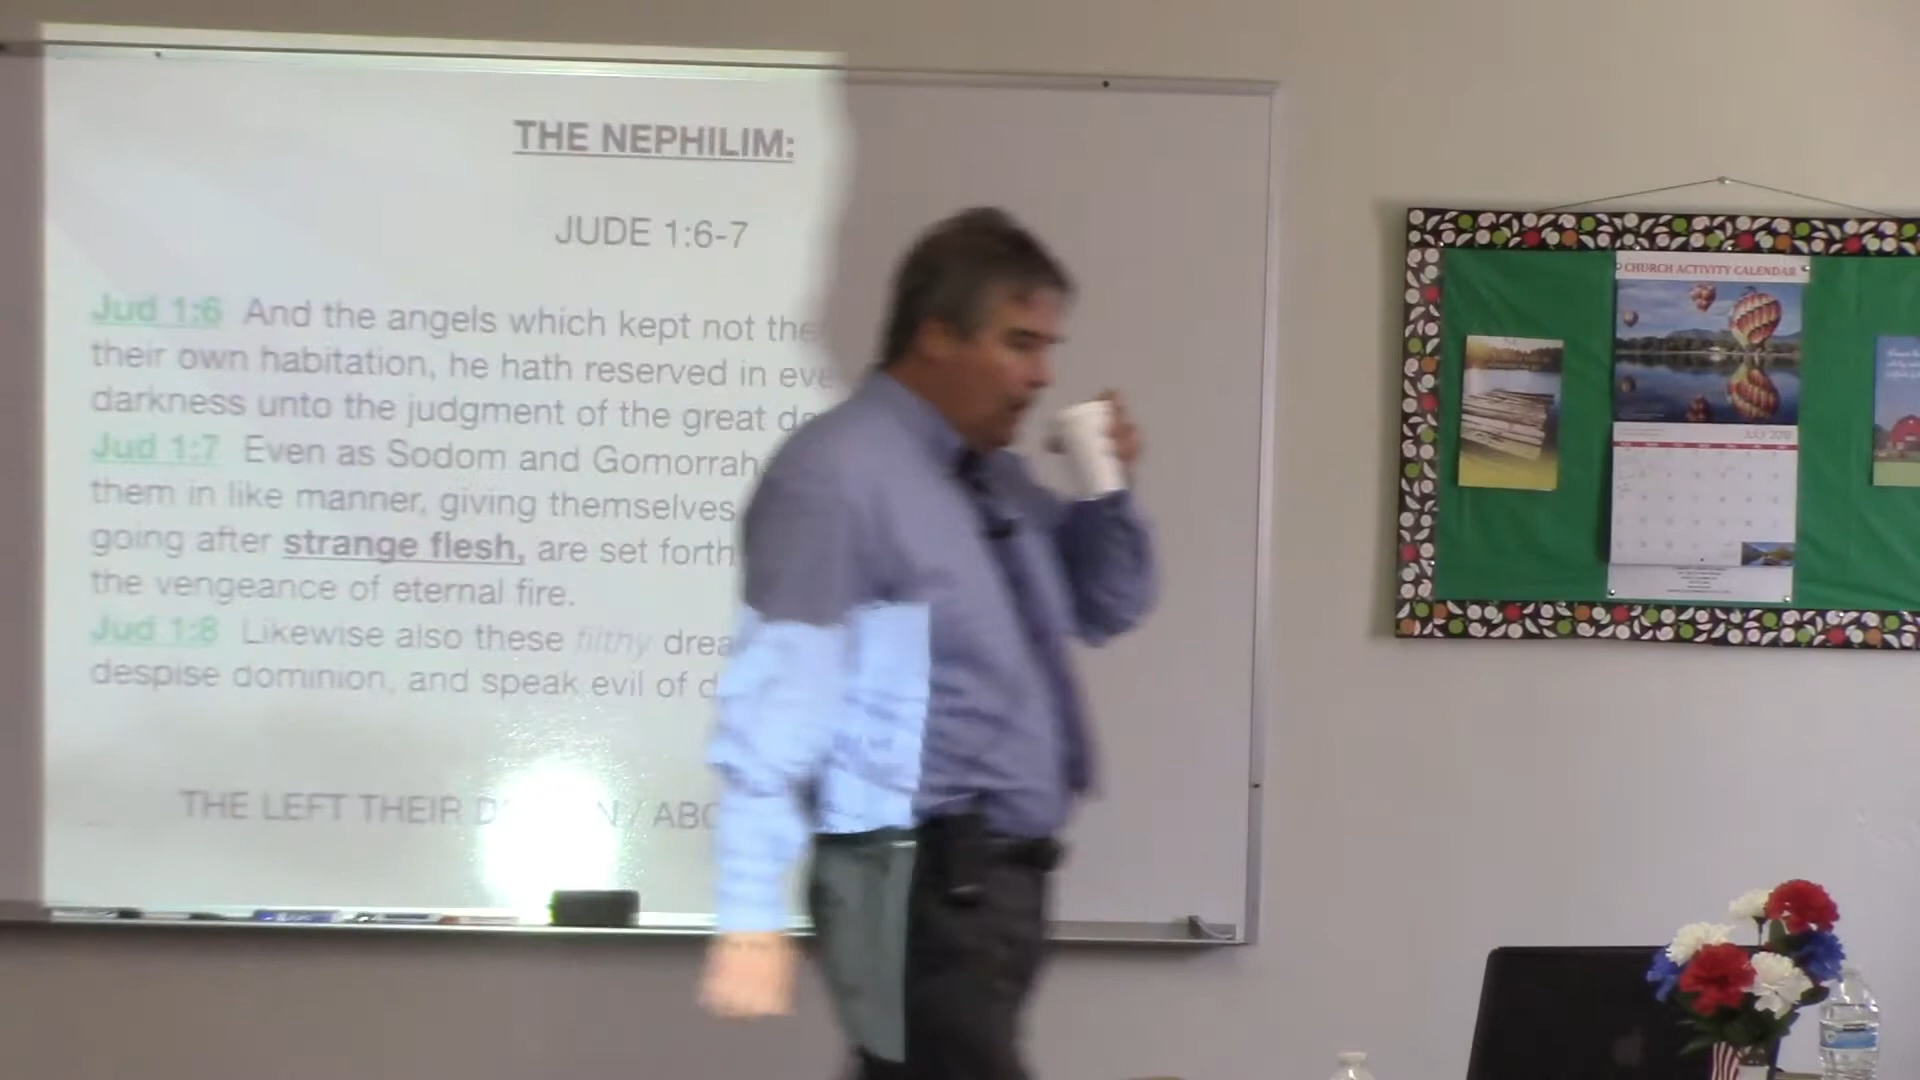 THE NEPHILIM:
JUDE 1:6-7
Jud 1:6 And the angels which kept not the
their own habitation, he hath reserved in eve
darkness unto the judgment of the great d
Jud 1:7 Even as Sodom and Gomorrah
them in like manner, giving themselves
going after strange flesh, are set forth
the vengeance of eternal fire.
Jud 1:8 Likewise also these filthy drea
despise dominion, and speak evil of d
THE LEFT THEIR / ABO
CHURCH ACTIVITY CALENDAR